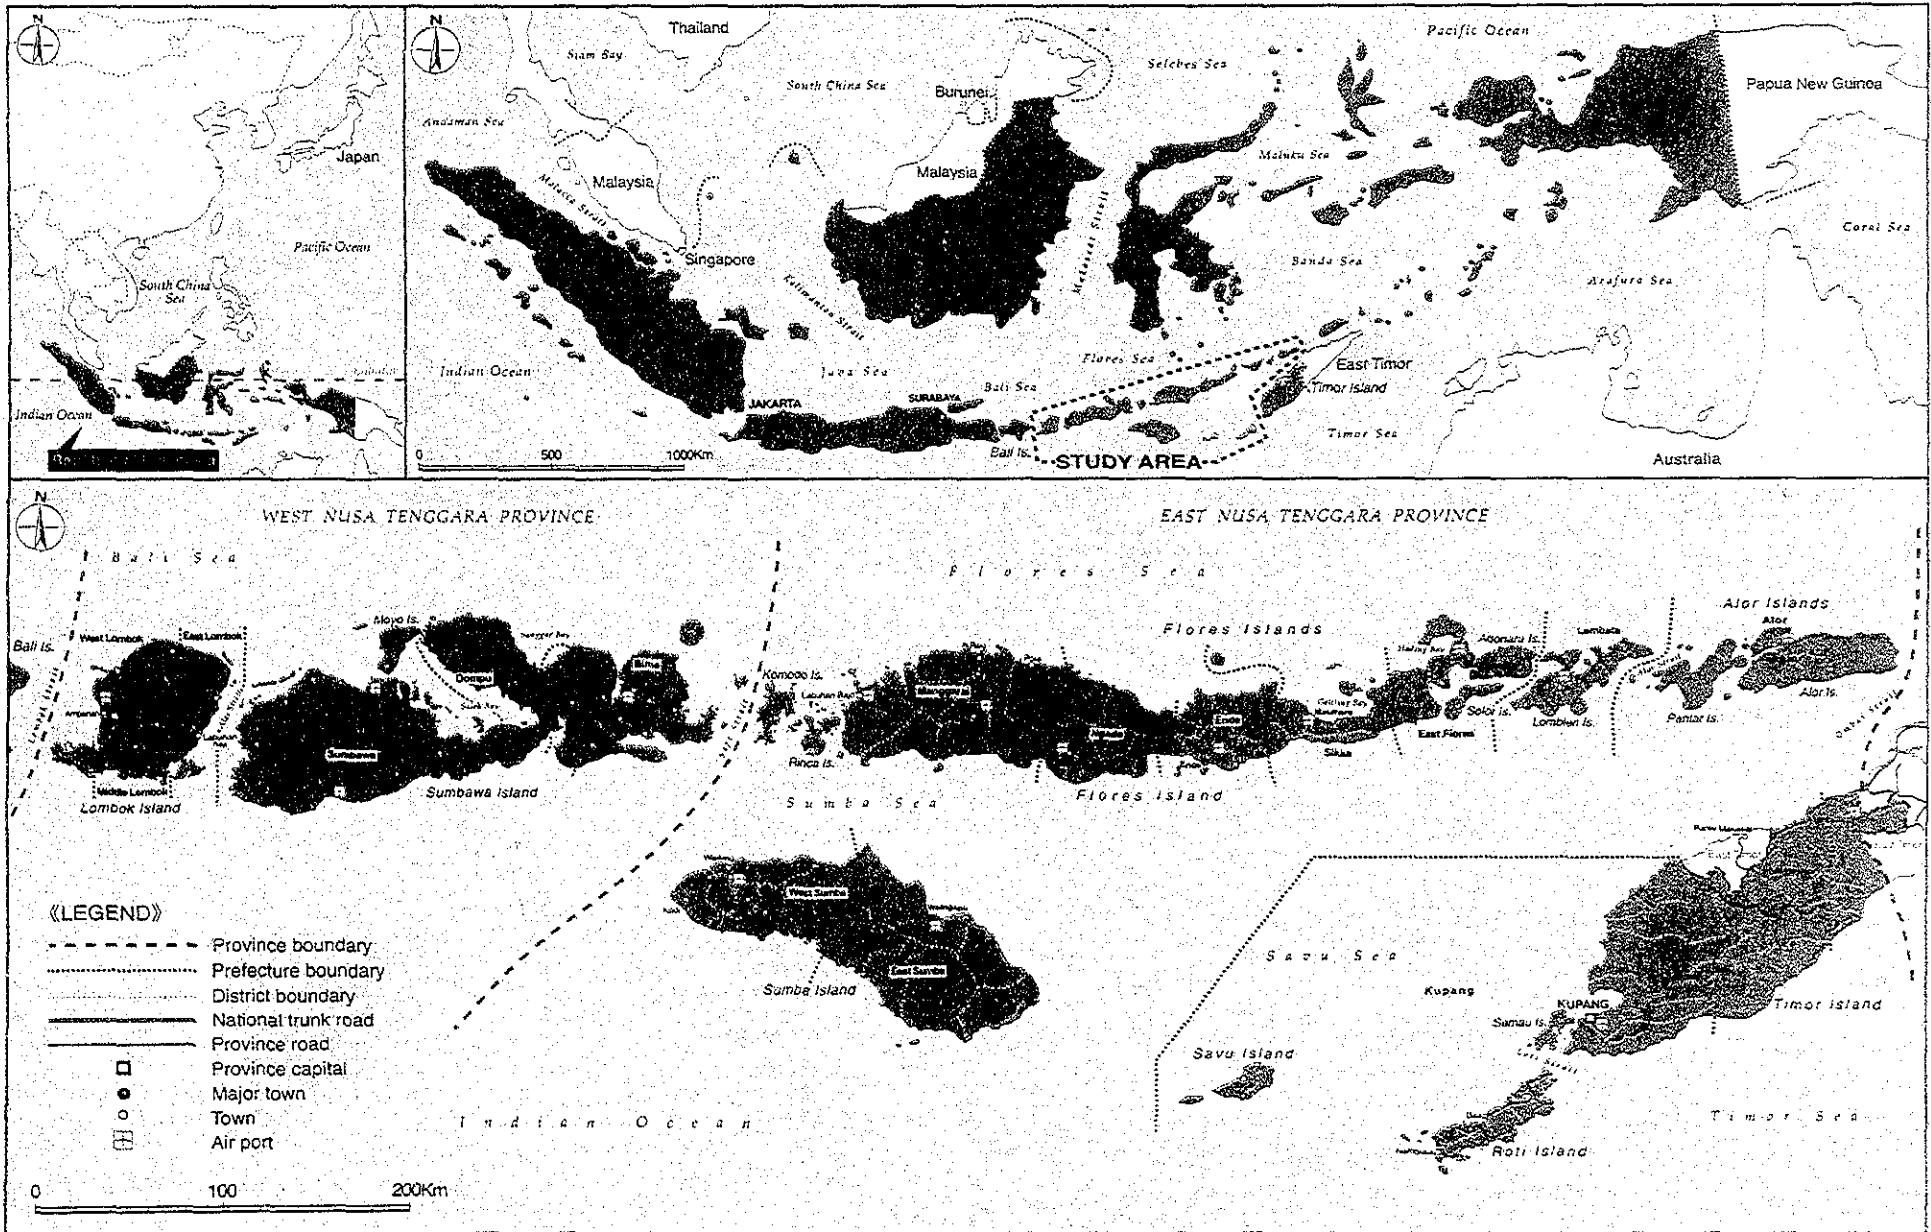 N
Japan
Pacific Ocean
South China
Sea
Indian Ocean
N
Thailand
Siam Bay
South China Sea
Burunei
Selebes Sea
Pacific Ocean
Papua New Guinea
Andaman Sea
Malaysia
Malacca Strait
Malaysia
Maluku Sea
Makasar Strait
Singapore
Kalimantan Strait
Banda Sea
Coral Sea
Arafura Sea
Indian Ocean
Java Sea
Flores Sea
Bali Sea
East Timor
Timor Island
JAKARTA
SURABAYA
Bali Is.
Timor Sea
Australia
0 500 1000Km
STUDY AREA
N
WEST NUSA TENGGARA PROVINCE
EAST NUSA TENGGARA PROVINCE
Bali Sea
Flores Sea
Bali Is.
West Lombok
East Lombok
Moyo Is.
Dompu
Bima
Komodo Is.
Labuhan Bajo
Flores Islands
Adonara Is.
Lembata
Alor Islands
Alor
Alor Is.
Sumbawa
Rinca Is.
Ende
Sikka
East Flores
Solor Is.
Lomblen Is.
Pantar Is.
Middle Lombok
Lombok Island
Sumbawa Island
Sumba Sea
Flores Island
East Timor
West Sumba
East Sumba
Sumba Island
Savu Sea
Kupang
KUPANG
Samau Is.
Timor Island
Savu Island
Roti Island
Timor Sea
Indian Ocean
《LEGEND》
Province boundary
Prefecture boundary
District boundary
National trunk road
Province road
Province capital
Major town
Town
Air port
0 100 200Km